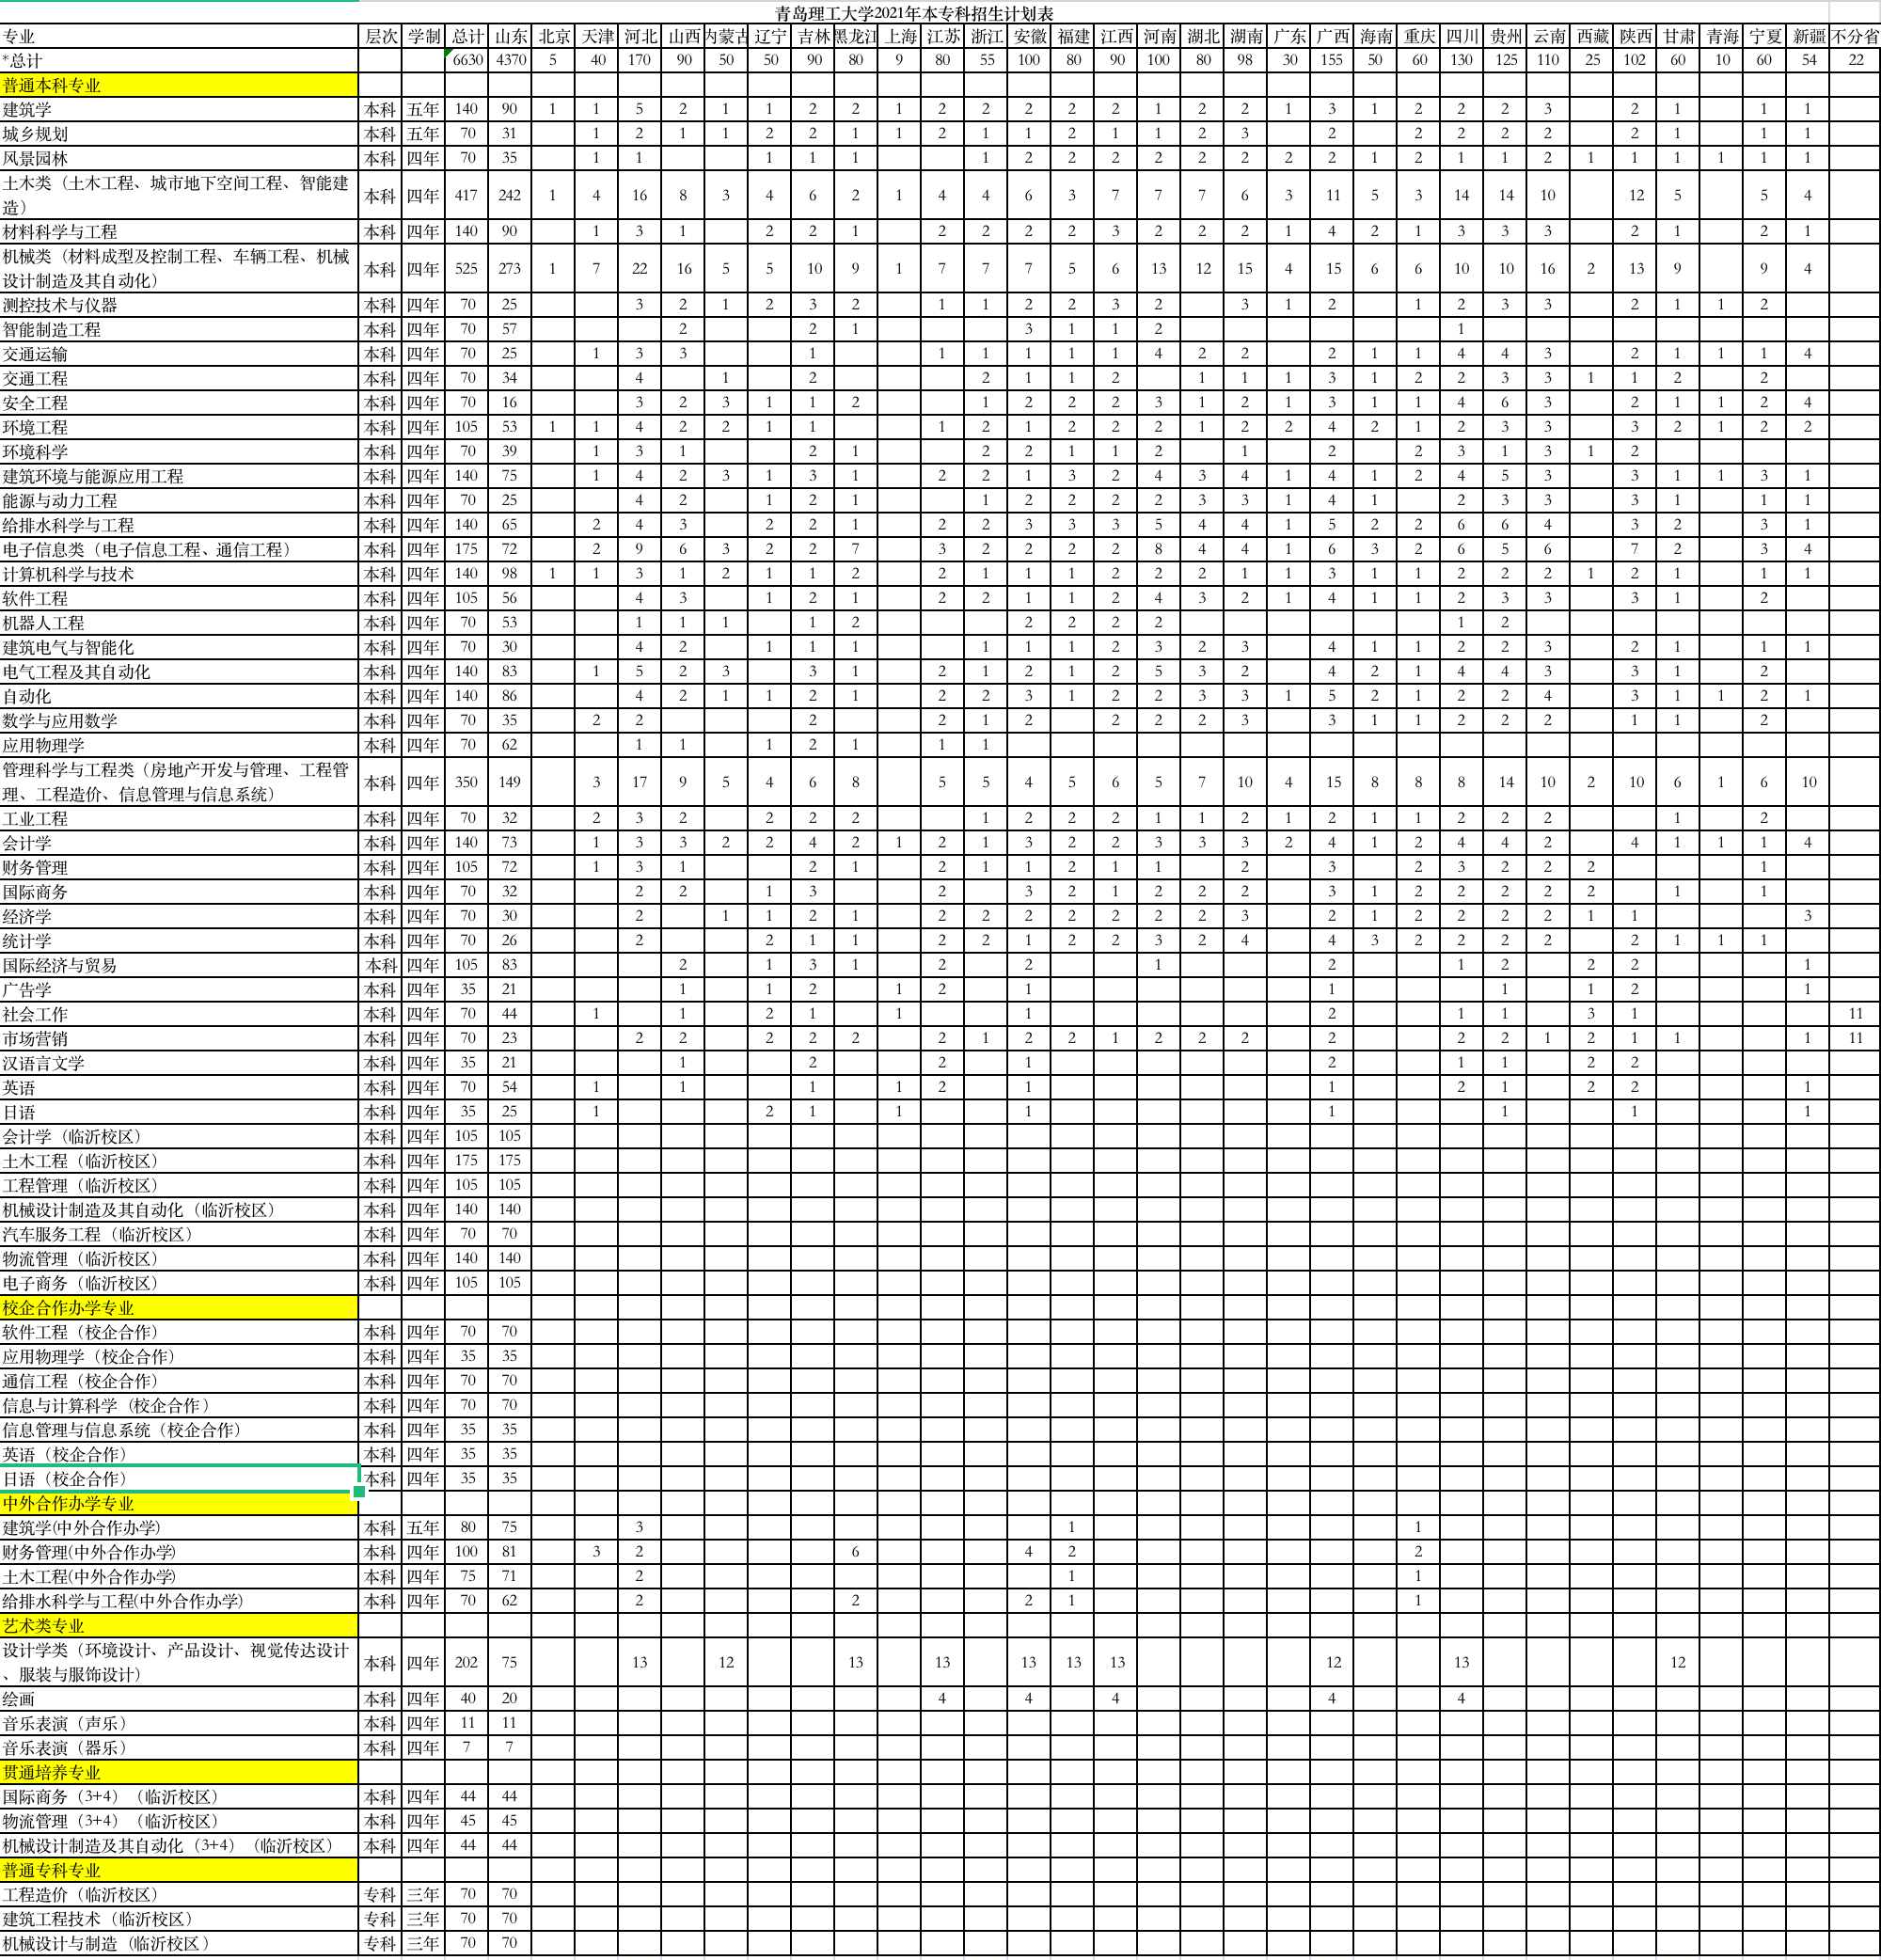 青岛理工大学2021年本专科招生计划表
专业 层次 学制 总计 山东 北京 天津 河北 山西 内蒙古 辽宁 吉林 黑龙江 上海 江苏 浙江 安徽 福建 江西 河南 湖北 湖南 广东 广西 海南 重庆 四川 贵州 云南 西藏 陕西 甘肃 青海 宁夏 新疆 不分省
*总计 6630 4370 5 40 170 90 50 50 90 80 9 80 55 100 80 90 100 80 98 30 155 50 60 130 125 110 25 102 60 10 60 54 22
普通本科专业
建筑学 本科 五年 140 90 1 1 5 2 1 1 2 2 1 2 2 2 2 2 1 2 2 1 3 1 2 2 2 3 2 1 1 1
城乡规划 本科 五年 70 31 1 2 1 1 2 2 1 1 2 1 1 2 1 1 2 3 2 2 2 2 2 2 1 1 1
风景园林 本科 四年 70 35 1 1 1 1 1 1 2 2 2 2 2 2 2 2 1 2 1 1 2 1 1 1 1 1 1
土木类（土木工程、城市地下空间工程、智能建
造） 本科 四年 417 242 1 4 16 8 3 4 6 2 1 4 4 6 3 7 7 7 6 3 11 5 3 14 14 10 12 5 5 4
材料科学与工程 本科 四年 140 90 1 3 1 2 2 1 2 2 2 2 3 2 2 2 1 4 2 1 3 3 3 2 1 2 1
机械类（材料成型及控制工程、车辆工程、机械
设计制造及其自动化） 本科 四年 525 273 1 7 22 16 5 5 10 9 1 7 7 7 5 6 13 12 15 4 15 6 6 10 10 16 2 13 9 9 4
测控技术与仪器 本科 四年 70 25 3 2 1 2 3 2 1 1 2 2 3 2 3 1 2 1 2 3 3 2 1 1 2
智能制造工程 本科 四年 70 57 2 2 1 3 1 1 2 1
交通运输 本科 四年 70 25 1 3 3 1 1 1 1 1 1 4 2 2 2 1 1 4 4 3 2 1 1 1 4
交通工程 本科 四年 70 34 4 1 2 2 1 1 2 1 1 1 3 1 2 2 3 3 1 1 2 2
安全工程 本科 四年 70 16 3 2 3 1 1 2 1 2 2 2 3 1 2 1 3 1 1 4 6 3 2 1 1 2 4
环境工程 本科 四年 105 53 1 1 4 2 2 1 1 1 2 1 2 2 2 1 2 2 4 2 1 2 3 3 3 2 1 2 2
环境科学 本科 四年 70 39 1 3 1 2 1 2 2 1 1 2 1 2 2 3 1 3 1 2
建筑环境与能源应用工程 本科 四年 140 75 1 4 2 3 1 3 1 2 2 1 3 2 4 3 4 1 4 1 2 4 5 3 3 1 1 3 1
能源与动力工程 本科 四年 70 25 4 2 1 2 1 1 2 2 2 2 3 3 1 4 1 2 3 3 3 1 1 1
给排水科学与工程 本科 四年 140 65 2 4 3 2 2 1 2 2 3 3 3 5 4 4 1 5 2 2 6 6 4 3 2 3 1
电子信息类（电子信息工程、通信工程） 本科 四年 175 72 2 9 6 3 2 2 7 3 2 2 2 2 8 4 4 1 6 3 2 6 5 6 7 2 3 4
计算机科学与技术 本科 四年 140 98 1 1 3 1 2 1 1 2 2 1 1 1 2 2 2 1 1 3 1 1 2 2 2 1 2 1 1 1
软件工程 本科 四年 105 56 4 3 1 2 1 2 2 1 1 2 4 3 2 1 4 1 1 2 3 3 3 1 2
机器人工程 本科 四年 70 53 1 1 1 1 2 2 2 2 2 1 2
建筑电气与智能化 本科 四年 70 30 4 2 1 1 1 1 1 1 2 3 2 3 4 1 1 2 2 3 2 1 1 1
电气工程及其自动化 本科 四年 140 83 1 5 2 3 3 1 2 1 2 1 2 5 3 2 4 2 1 4 4 3 3 1 2
自动化 本科 四年 140 86 4 2 1 1 2 1 2 2 3 1 2 2 3 3 1 5 2 1 2 2 4 3 1 1 2 1
数学与应用数学 本科 四年 70 35 2 2 2 2 1 2 2 2 2 3 3 1 1 2 2 2 1 1 2
应用物理学 本科 四年 70 62 1 1 1 2 1 1 1
管理科学与工程类（房地产开发与管理、工程管
理、工程造价、信息管理与信息系统） 本科 四年 350 149 3 17 9 5 4 6 8 5 5 4 5 6 5 7 10 4 15 8 8 8 14 10 2 10 6 1 6 10
工业工程 本科 四年 70 32 2 3 2 2 2 2 1 2 2 2 1 1 2 1 2 1 1 2 2 2 1 2
会计学 本科 四年 140 73 1 3 3 2 2 4 2 1 2 1 3 2 2 3 3 3 2 4 1 2 4 4 2 4 1 1 1 4
财务管理 本科 四年 105 72 1 3 1 2 1 2 1 1 2 1 1 2 3 2 3 2 2 2 1
国际商务 本科 四年 70 32 2 2 1 3 2 3 2 1 2 2 2 3 1 2 2 2 2 2 1 1
经济学 本科 四年 70 30 2 1 1 2 1 2 2 2 2 2 2 2 3 2 1 2 2 2 2 1 1 3
统计学 本科 四年 70 26 2 2 1 1 2 2 1 2 2 3 2 4 4 3 2 2 2 2 2 1 1 1
国际经济与贸易 本科 四年 105 83 2 1 3 1 2 2 1 2 1 2 2 2 1
广告学 本科 四年 35 21 1 1 2 1 2 1 1 1 1 2 1
社会工作 本科 四年 70 44 1 1 2 1 1 1 2 1 1 3 1 11
市场营销 本科 四年 70 23 2 2 2 2 2 2 1 2 2 1 2 2 2 2 2 2 1 2 1 1 1 11
汉语言文学 本科 四年 35 21 1 2 2 1 2 1 1 2 2
英语 本科 四年 70 54 1 1 1 1 2 1 1 2 1 2 2 1
日语 本科 四年 35 25 1 2 1 1 1 1 1 1 1
会计学（临沂校区） 本科 四年 105 105
土木工程（临沂校区） 本科 四年 175 175
工程管理（临沂校区） 本科 四年 105 105
机械设计制造及其自动化（临沂校区） 本科 四年 140 140
汽车服务工程（临沂校区） 本科 四年 70 70
物流管理（临沂校区） 本科 四年 140 140
电子商务（临沂校区） 本科 四年 105 105
校企合作办学专业
软件工程（校企合作） 本科 四年 70 70
应用物理学（校企合作） 本科 四年 35 35
通信工程（校企合作） 本科 四年 70 70
信息与计算科学（校企合作） 本科 四年 70 70
信息管理与信息系统（校企合作） 本科 四年 35 35
英语（校企合作） 本科 四年 35 35
日语（校企合作） 本科 四年 35 35
中外合作办学专业
建筑学(中外合作办学) 本科 五年 80 75 3 1 1
财务管理(中外合作办学) 本科 四年 100 81 3 2 6 4 2 2
土木工程(中外合作办学) 本科 四年 75 71 2 1 1
给排水科学与工程(中外合作办学) 本科 四年 70 62 2 2 2 1 1
艺术类专业
设计学类（环境设计、产品设计、视觉传达设计
、服装与服饰设计） 本科 四年 202 75 13 12 13 13 13 13 13 12 13 12
绘画 本科 四年 40 20 4 4 4 4 4
音乐表演（声乐） 本科 四年 11 11
音乐表演（器乐） 本科 四年 7 7
贯通培养专业
国际商务（3+4）（临沂校区） 本科 四年 44 44
物流管理（3+4）（临沂校区） 本科 四年 45 45
机械设计制造及其自动化（3+4）（临沂校区） 本科 四年 44 44
普通专科专业
工程造价（临沂校区） 专科 三年 70 70
建筑工程技术（临沂校区） 专科 三年 70 70
机械设计与制造（临沂校区） 专科 三年 70 70